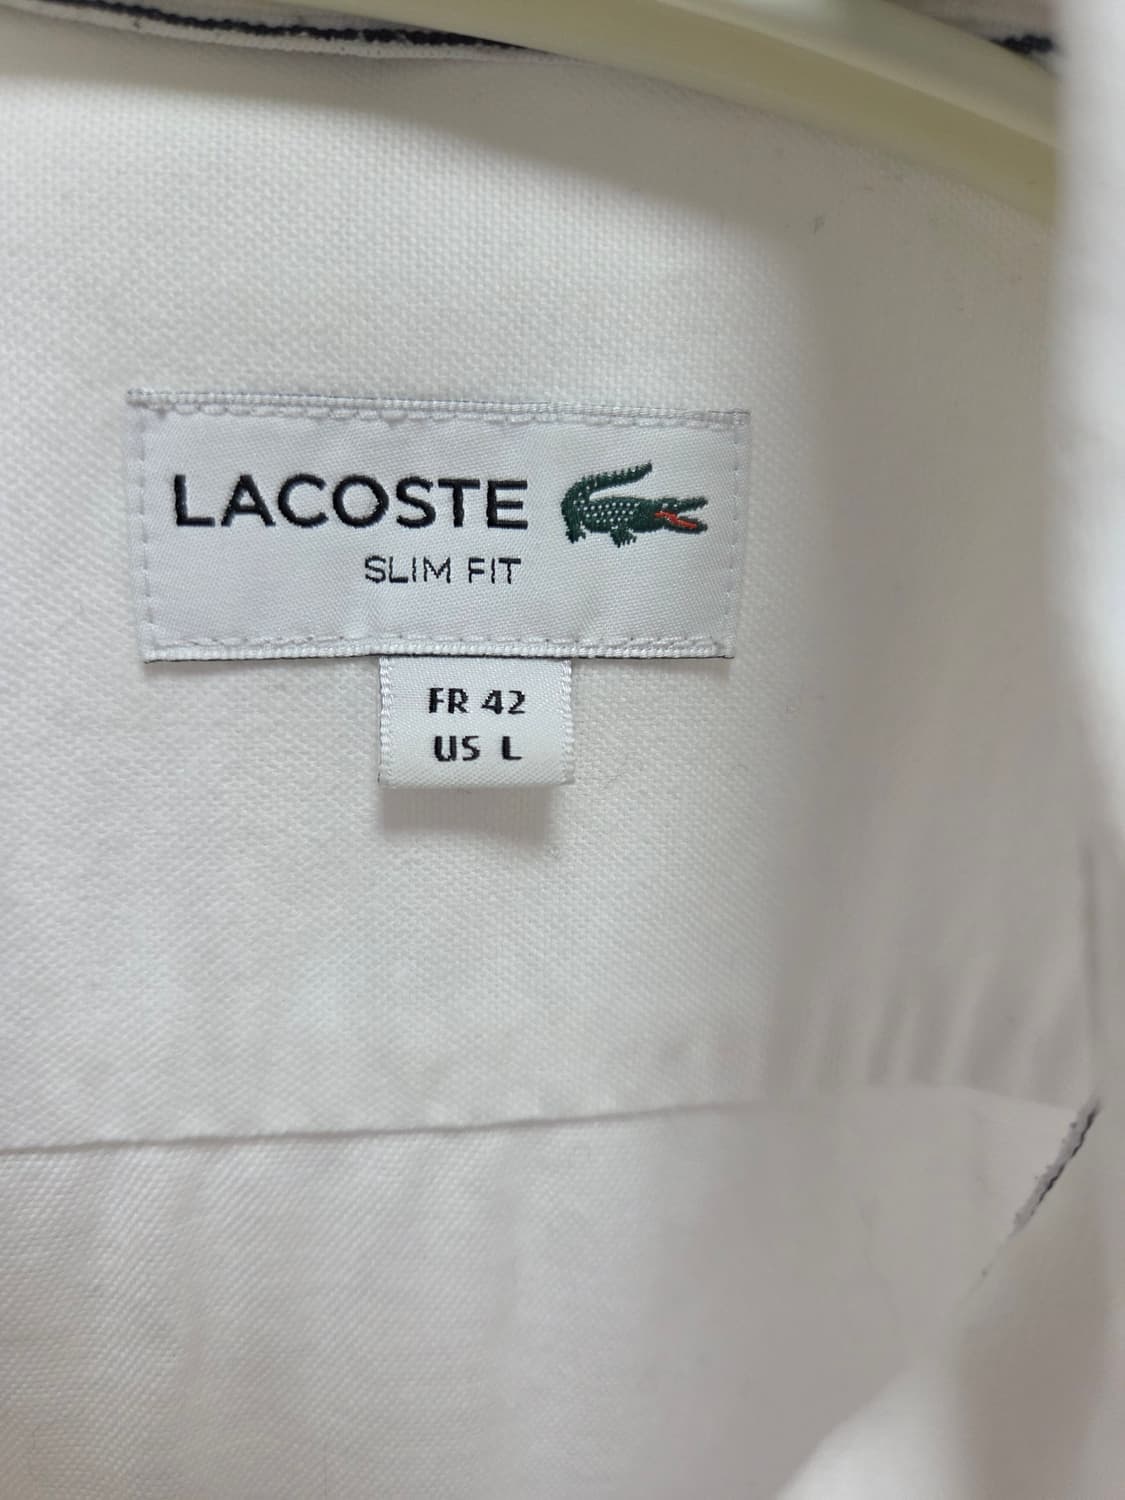 LACOSTE
SLIM FIT
FR 42
US L